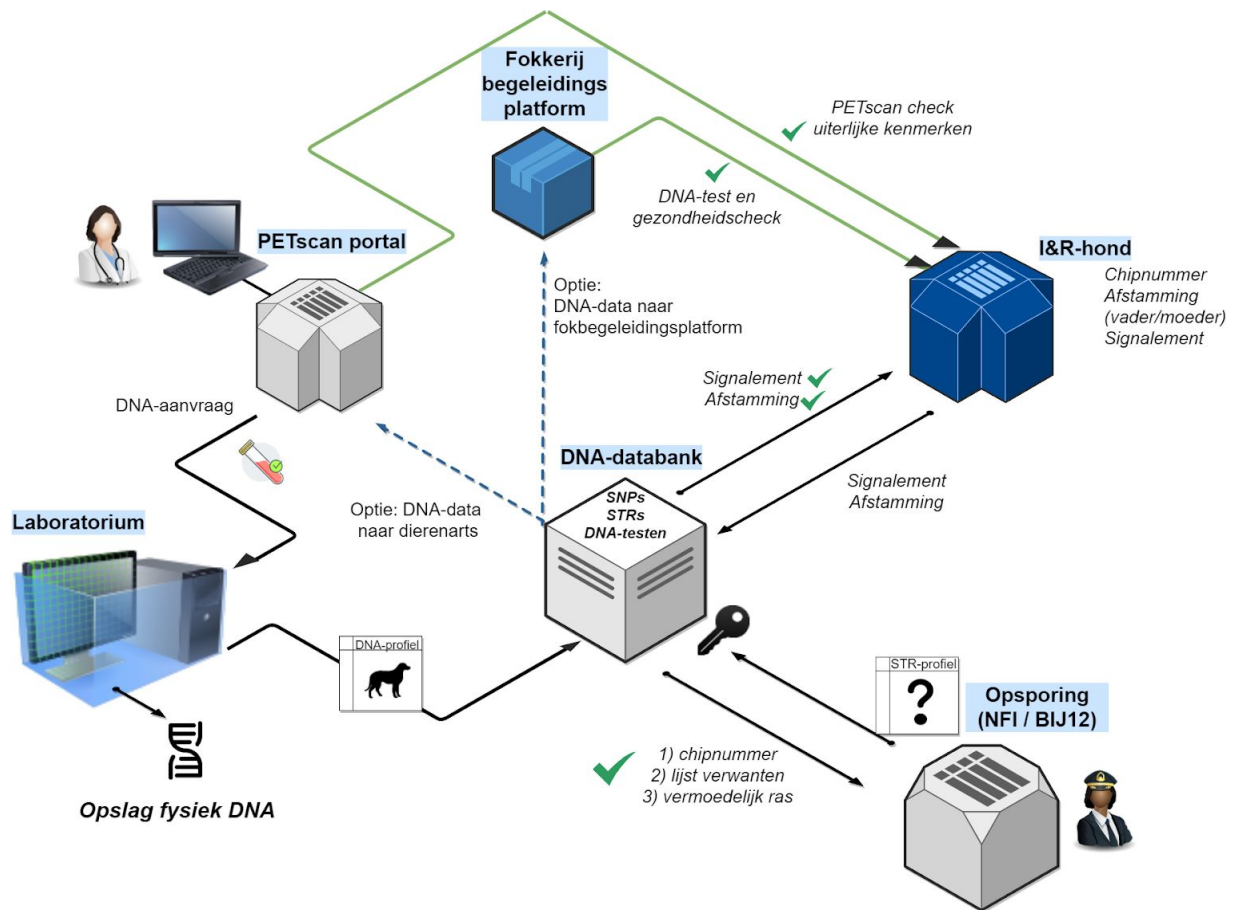 Fokkerij
begeleidings
platform
PETscan check
uiterlijke kenmerken
DNA-test en
gezondheidscheck
PETscan portal
I&R-hond
Chipnummer
Afstamming
(vader/moeder)
Signalement
Optie:
DNA-data naar
fokbegeleidingsplatform
Signalement
Afstamming
DNA-aanvraag
DNA-databank
SNPs
STRs
DNA-testen
Signalement
Afstamming
Optie: DNA-data
naar dierenarts
Laboratorium
DNA-profiel
STR-profiel
?
Opsporing
(NFI / BIJ12)
1) chipnummer
2) lijst verwanten
3) vermoedelijk ras
Opslag fysiek DNA